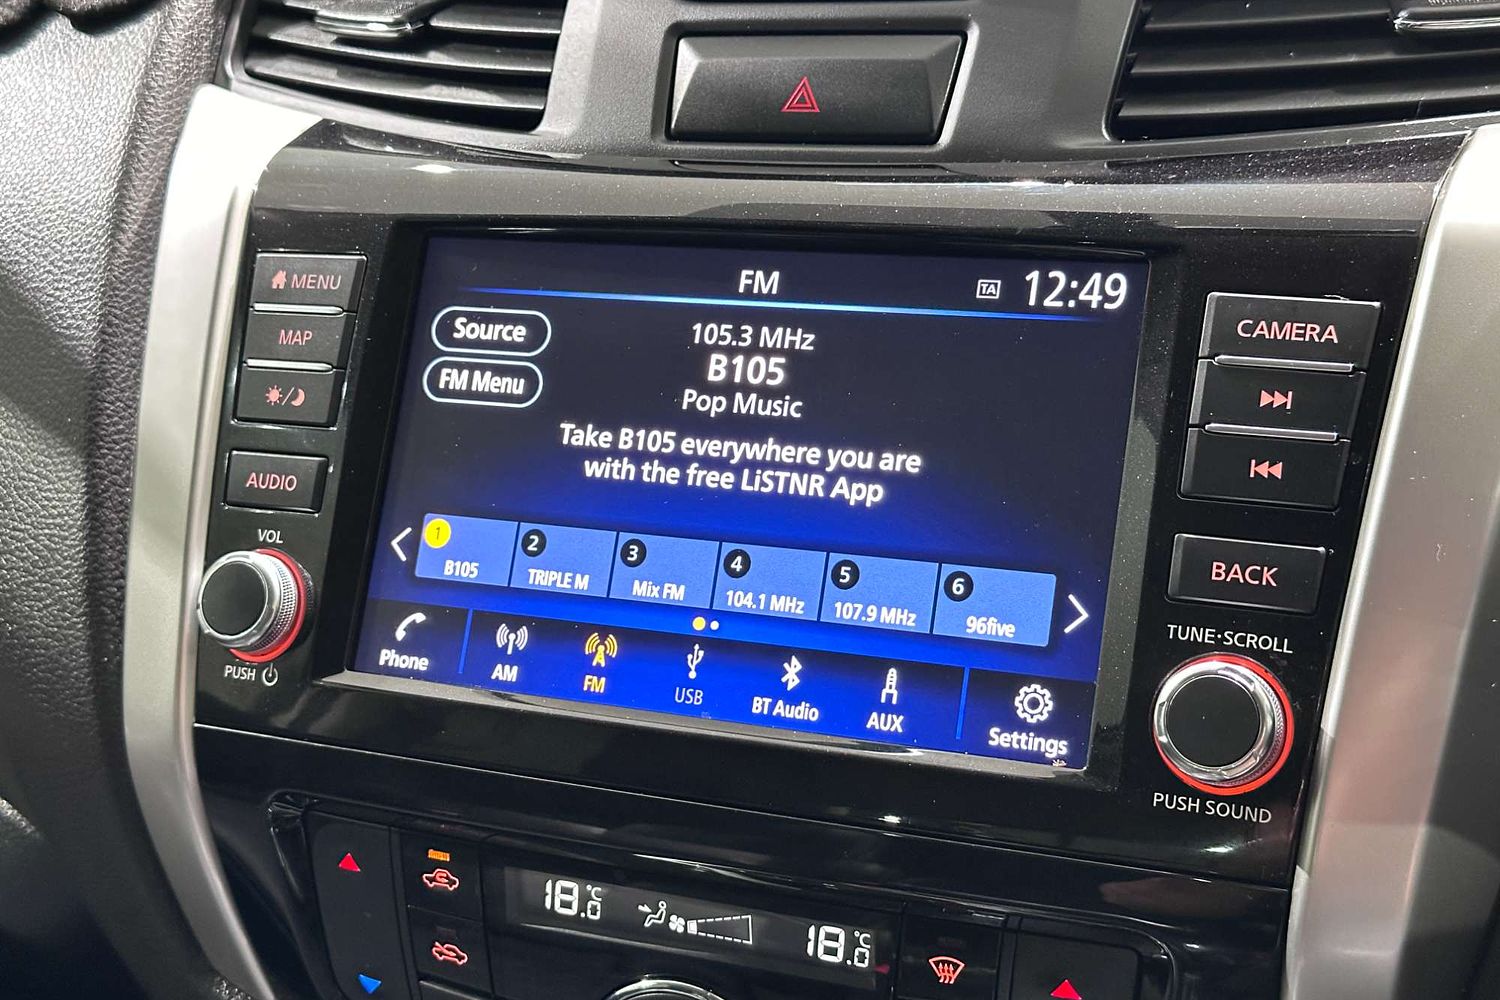 FM
TA
12:49
MENU
MAP
AUDIO
VOL
PUSH
Source
FM Menu
105.3 MHz
B105
Pop Music
Take B105 everywhere you are
with the free LiSTNR App
1 B105
2 TRIPLE M
3 Mix FM
4 104.1 MHz
5 107.9 MHz
6 96five
Phone
AM
FM
USB
BT Audio
AUX
Settings
CAMERA
BACK
TUNE·SCROLL
PUSH SOUND
18.0°C
18.0°C